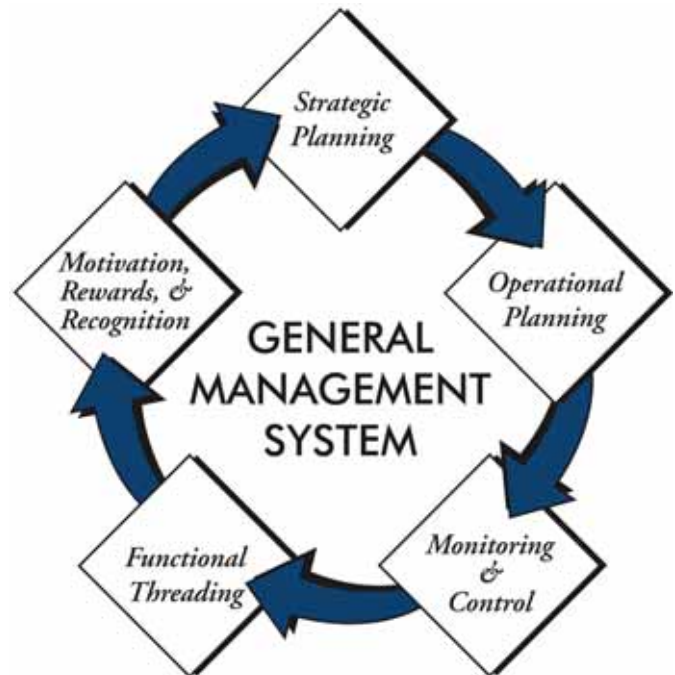 Strategic
Planning
Operational
Planning
Monitoring
&
Control
Functional
Threading
Motivation,
Rewards, &
Recognition
GENERAL
MANAGEMENT
SYSTEM